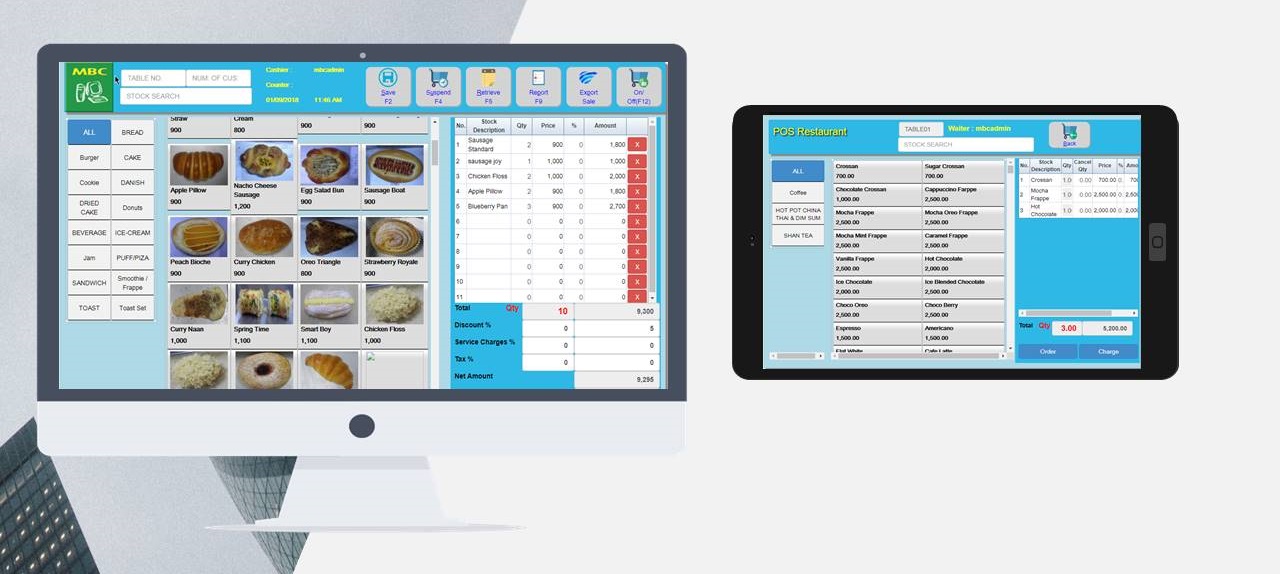 MBC
TABLE NO
NUM. OF CUS
STOCK SEARCH
Cashier :
mbcadmin
Counter :
01/09/2018
11:46 AM
Save
F2
Suspend
F4
Retrieve
F5
Report
F9
Export
Sale
On/
Off(F12)
ALL
BREAD
Burger
CAKE
Cookie
DANISH
DRIED
CAKE
Donuts
BEVERAGE
ICE-CREAM
Jam
PUFF/PIZA
SANDWICH
Smoothie /
Frappe
TOAST
Toast Set
Straw
900
Cream
800
900
900
Apple Pillow
900
Nacho Cheese
Sausage
1,200
Egg Salad Bun
900
Sausage Boat
900
Peach Bioche
900
Curry Chicken
900
Oreo Triangle
800
Strawberry Royale
900
Curry Naan
1,000
Spring Time
1,100
Smart Boy
1,100
Chicken Floss
1,000
No.
Stock
Description
Qty
Price
%
Amount
1
Sausage
Standard
2
900
0
1,800
X
2
sausage joy
1
1,000
0
1,000
X
3
Chicken Floss
2
1,000
0
2,000
X
4
Apple Pillow
2
900
0
1,800
X
5
Blueberry Pan
3
900
0
2,700
X
6
0
0
0
0
X
7
0
0
0
0
X
8
0
0
0
0
X
9
0
0
0
0
X
10
0
0
0
0
X
11
0
0
0
0
X
Total
Qty
10
9,300
Discount %
0
5
Service Charges %
0
0
Tax %
0
0
Net Amount
9,295
POS Restaurant
TABLE01
Waiter : mbcadmin
STOCK SEARCH
Back
ALL
Coffee
HOT POT CHINA
THAI & DIM SUM
SHAN TEA
Crossan
700.00
Sugar Crossan
700.00
Chocolate Crossan
1,000.00
Cappuccino Farppe
2,500.00
Mocha Frappe
2,500.00
Mocha Oreo Frappe
2,500.00
Mocha Mint Frappe
2,500.00
Caramel Frappe
2,500.00
Vanilla Frappe
2,500.00
Hot Chocolate
2,000.00
Ice Chocolate
2,000.00
Ice Blended Chocolate
2,500.00
Choco Oreo
2,500.00
Choco Berry
2,500.00
Espresso
1,500.00
Americano
1,500.00
Flat White
Cafe Latte
No.
Stock
Description
Qty
Cancel
Qty
Price
%
Amo
1
Crossan
1.0
0.00
700.00
0.
70
2
Mocha
Frappe
1.0
0.00
2,500.00
0.
2,50
3
Hot
Chocolate
1.0
0.00
2,000.00
0.
2,00
Total
Qty
3.00
5,200.00
Order
Charge